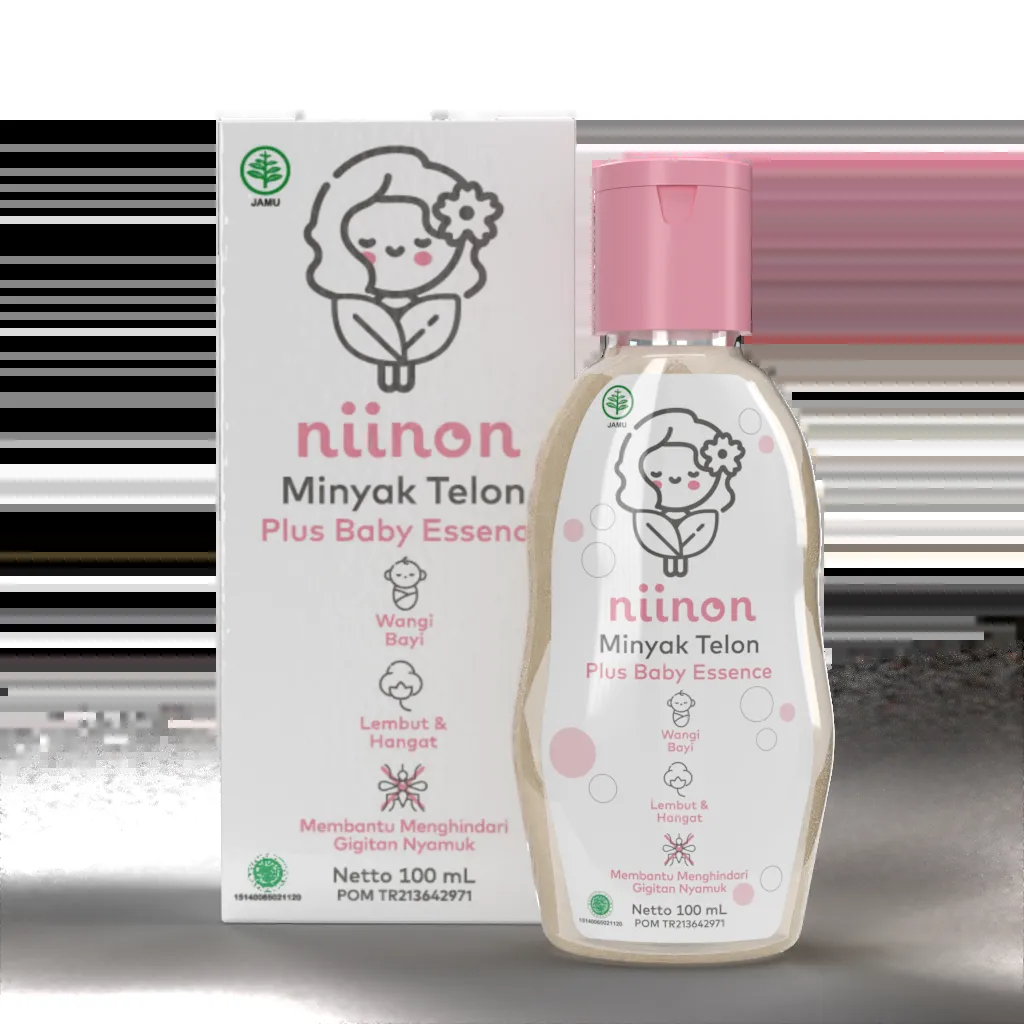 JAMU
niinon
Minyak Telon
Plus Baby Essenc
Wangi
Bayi
Lembut &
Hangat
Membantu Menghindari
Gigitan Nyamuk
15140065021120
Netto 100 mL
POM TR213642971
JAMU
niinon
Minyak Telon
Plus Baby Essence
Wangi
Bayi
Lembut &
Hangat
Membantu Menghindari
Gigitan Nyamuk
15140065021120
Netto 100 mL
POM TR213642971